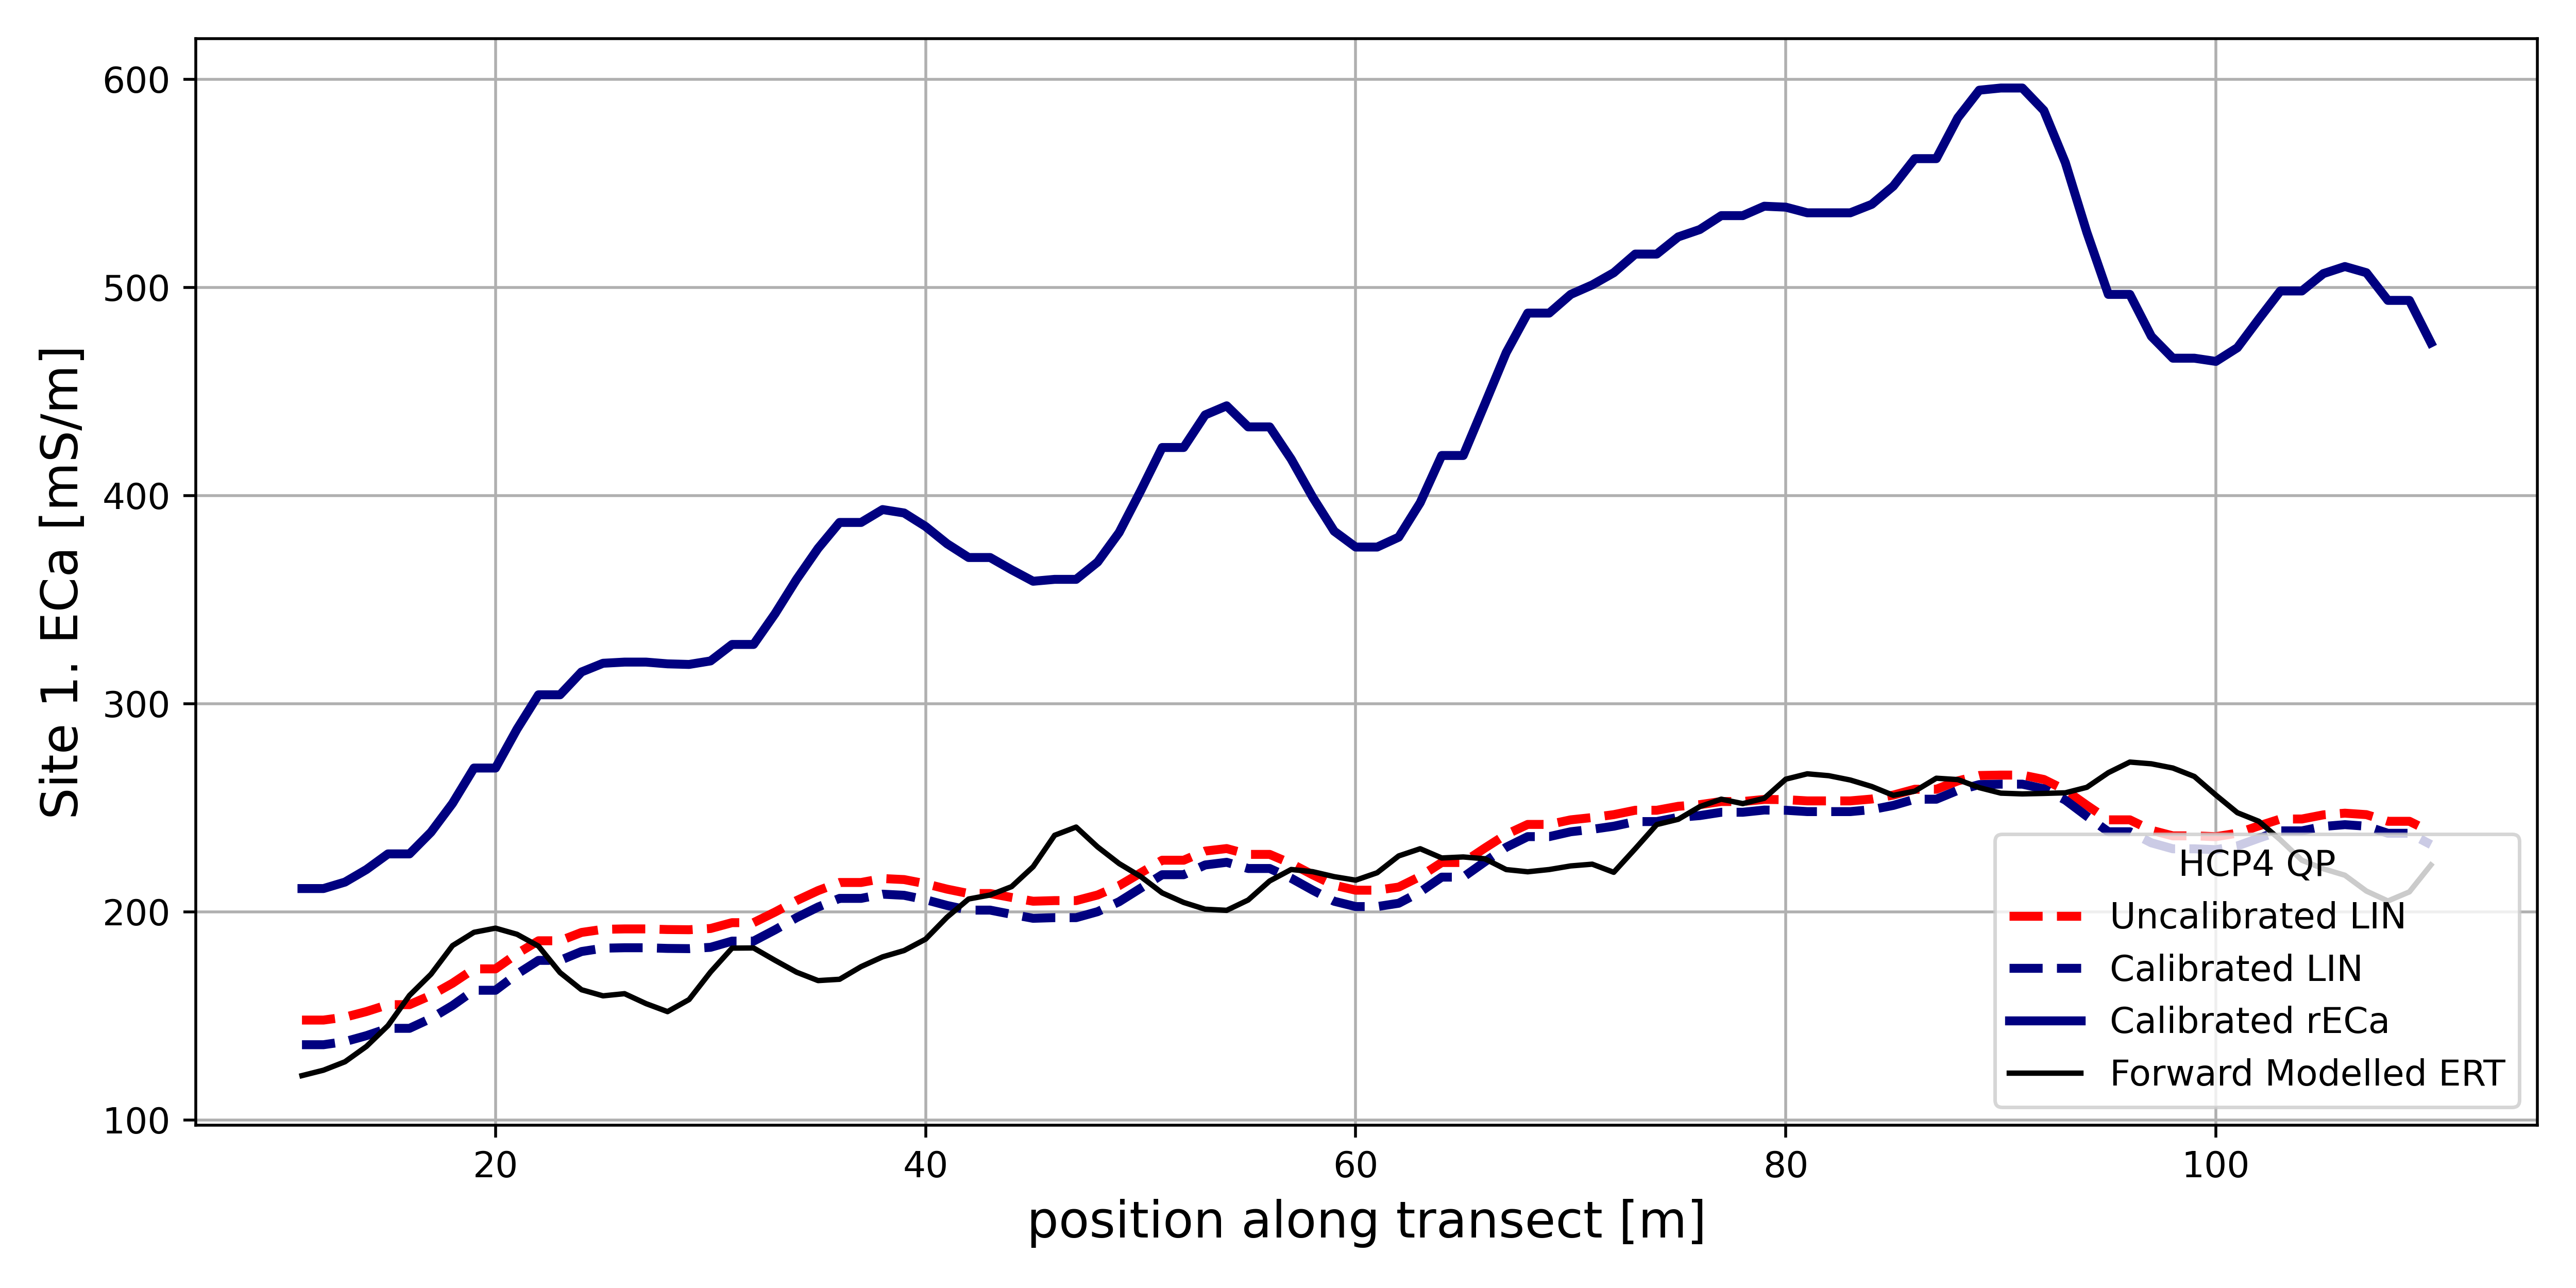 600
500
400
300
200
100
Site 1. ECa [mS/m]
20
40
60
80
100
position along transect [m]
HCP4 QP
Uncalibrated LIN
Calibrated LIN
Calibrated rECa
Forward Modelled ERT